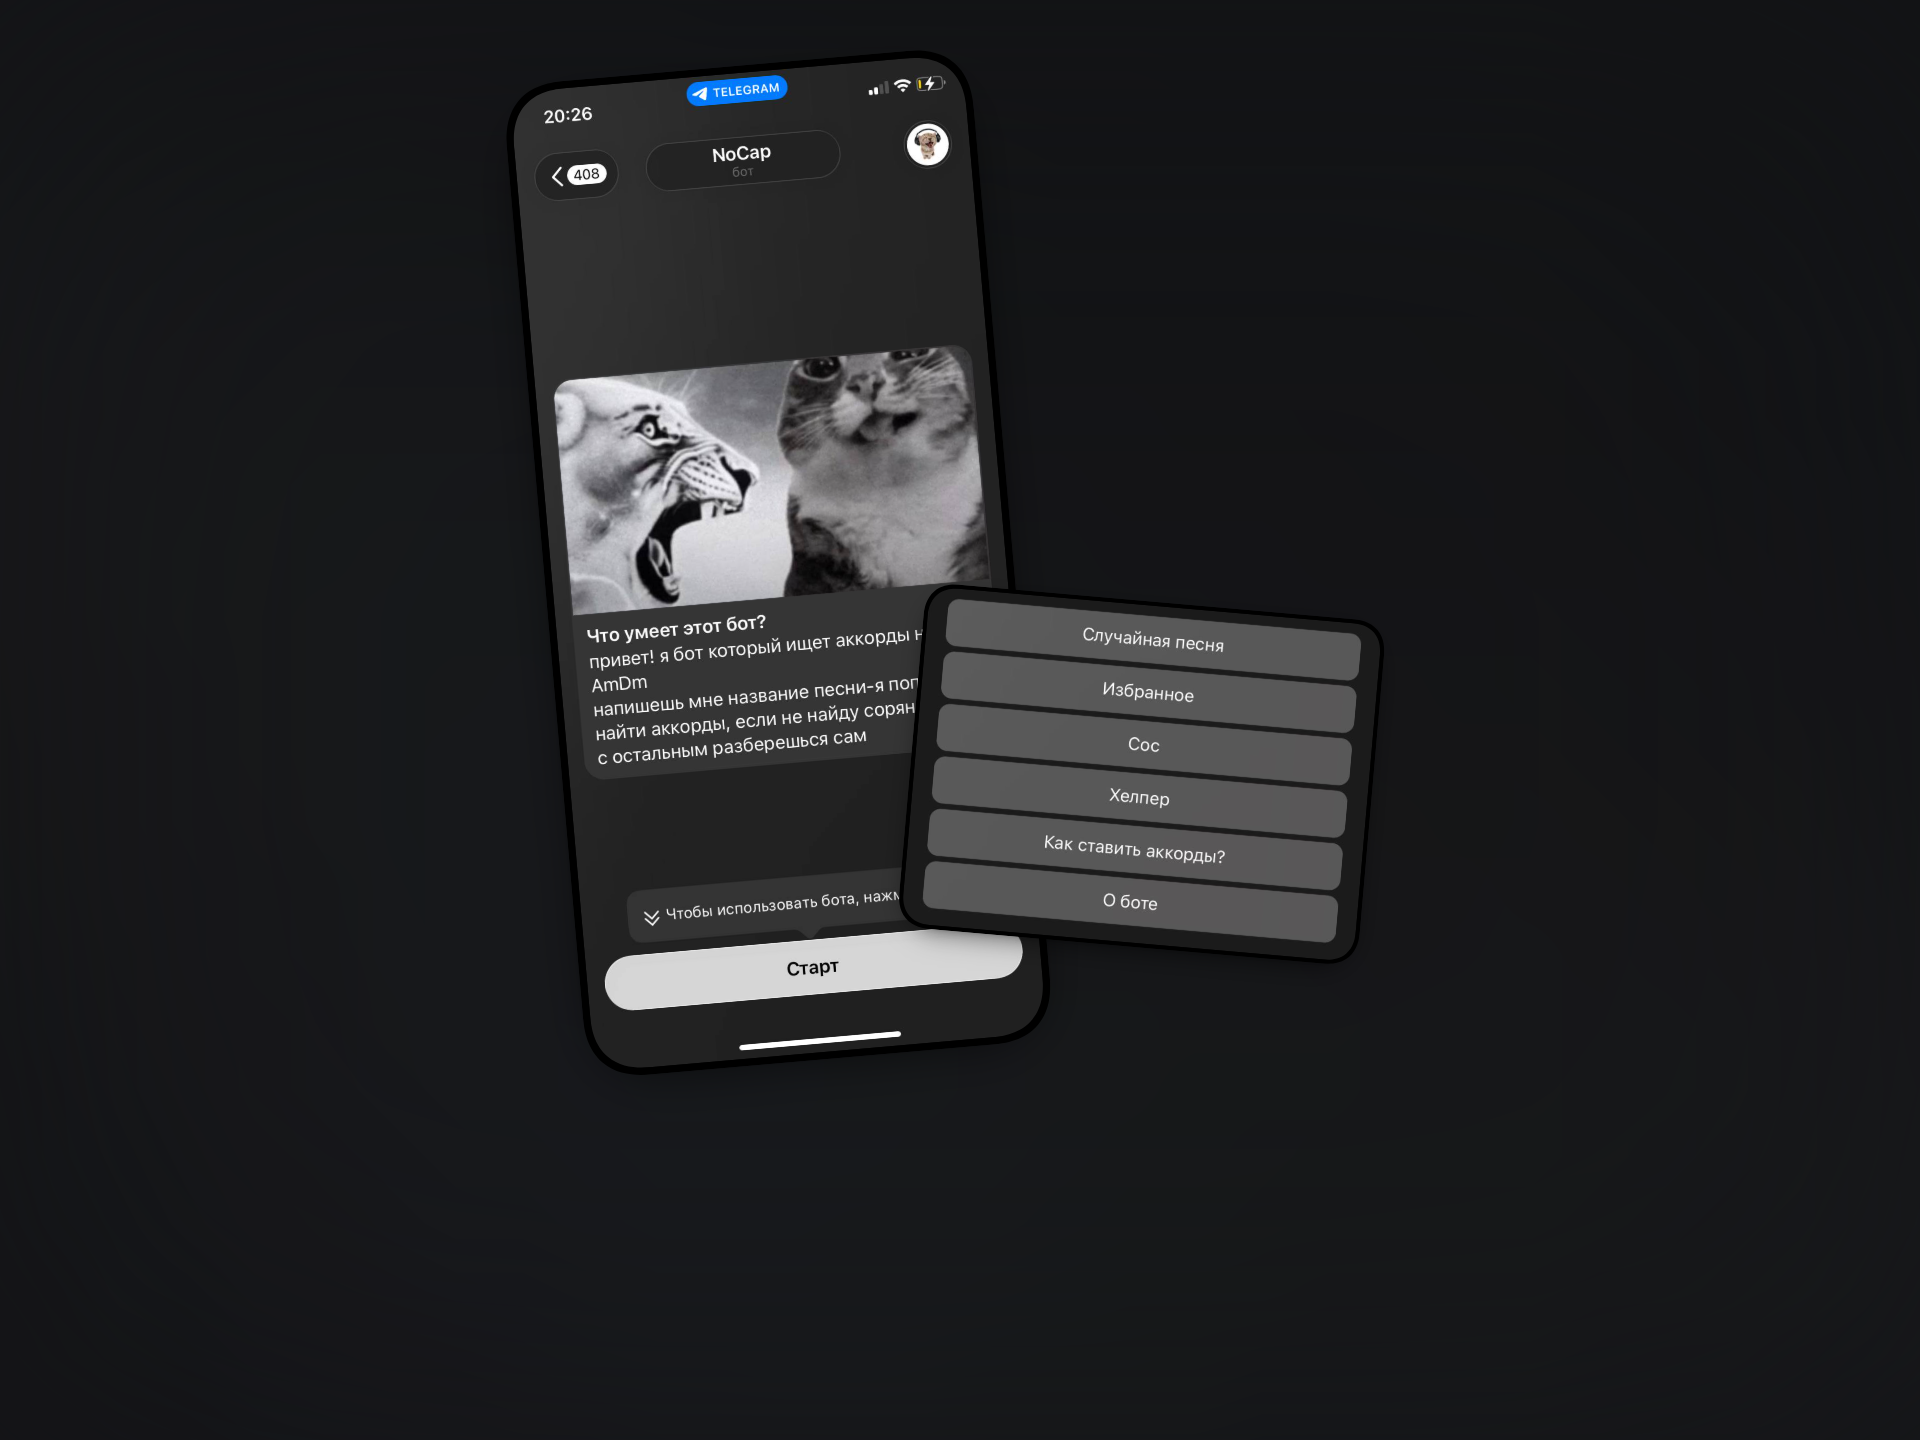 20:26
TELEGRAM
408
NoCap
бот
Что умеет этот бот?
привет! я бот который ищет аккорды
AmDm
напишешь мне название песни-я
найти аккорды, если не найду сорян
с остальным разберешься сам
Чтобы использовать бота,
Старт
Случайная песня
Избранное
Сос
Хелпер
Как ставить аккорды?
О боте